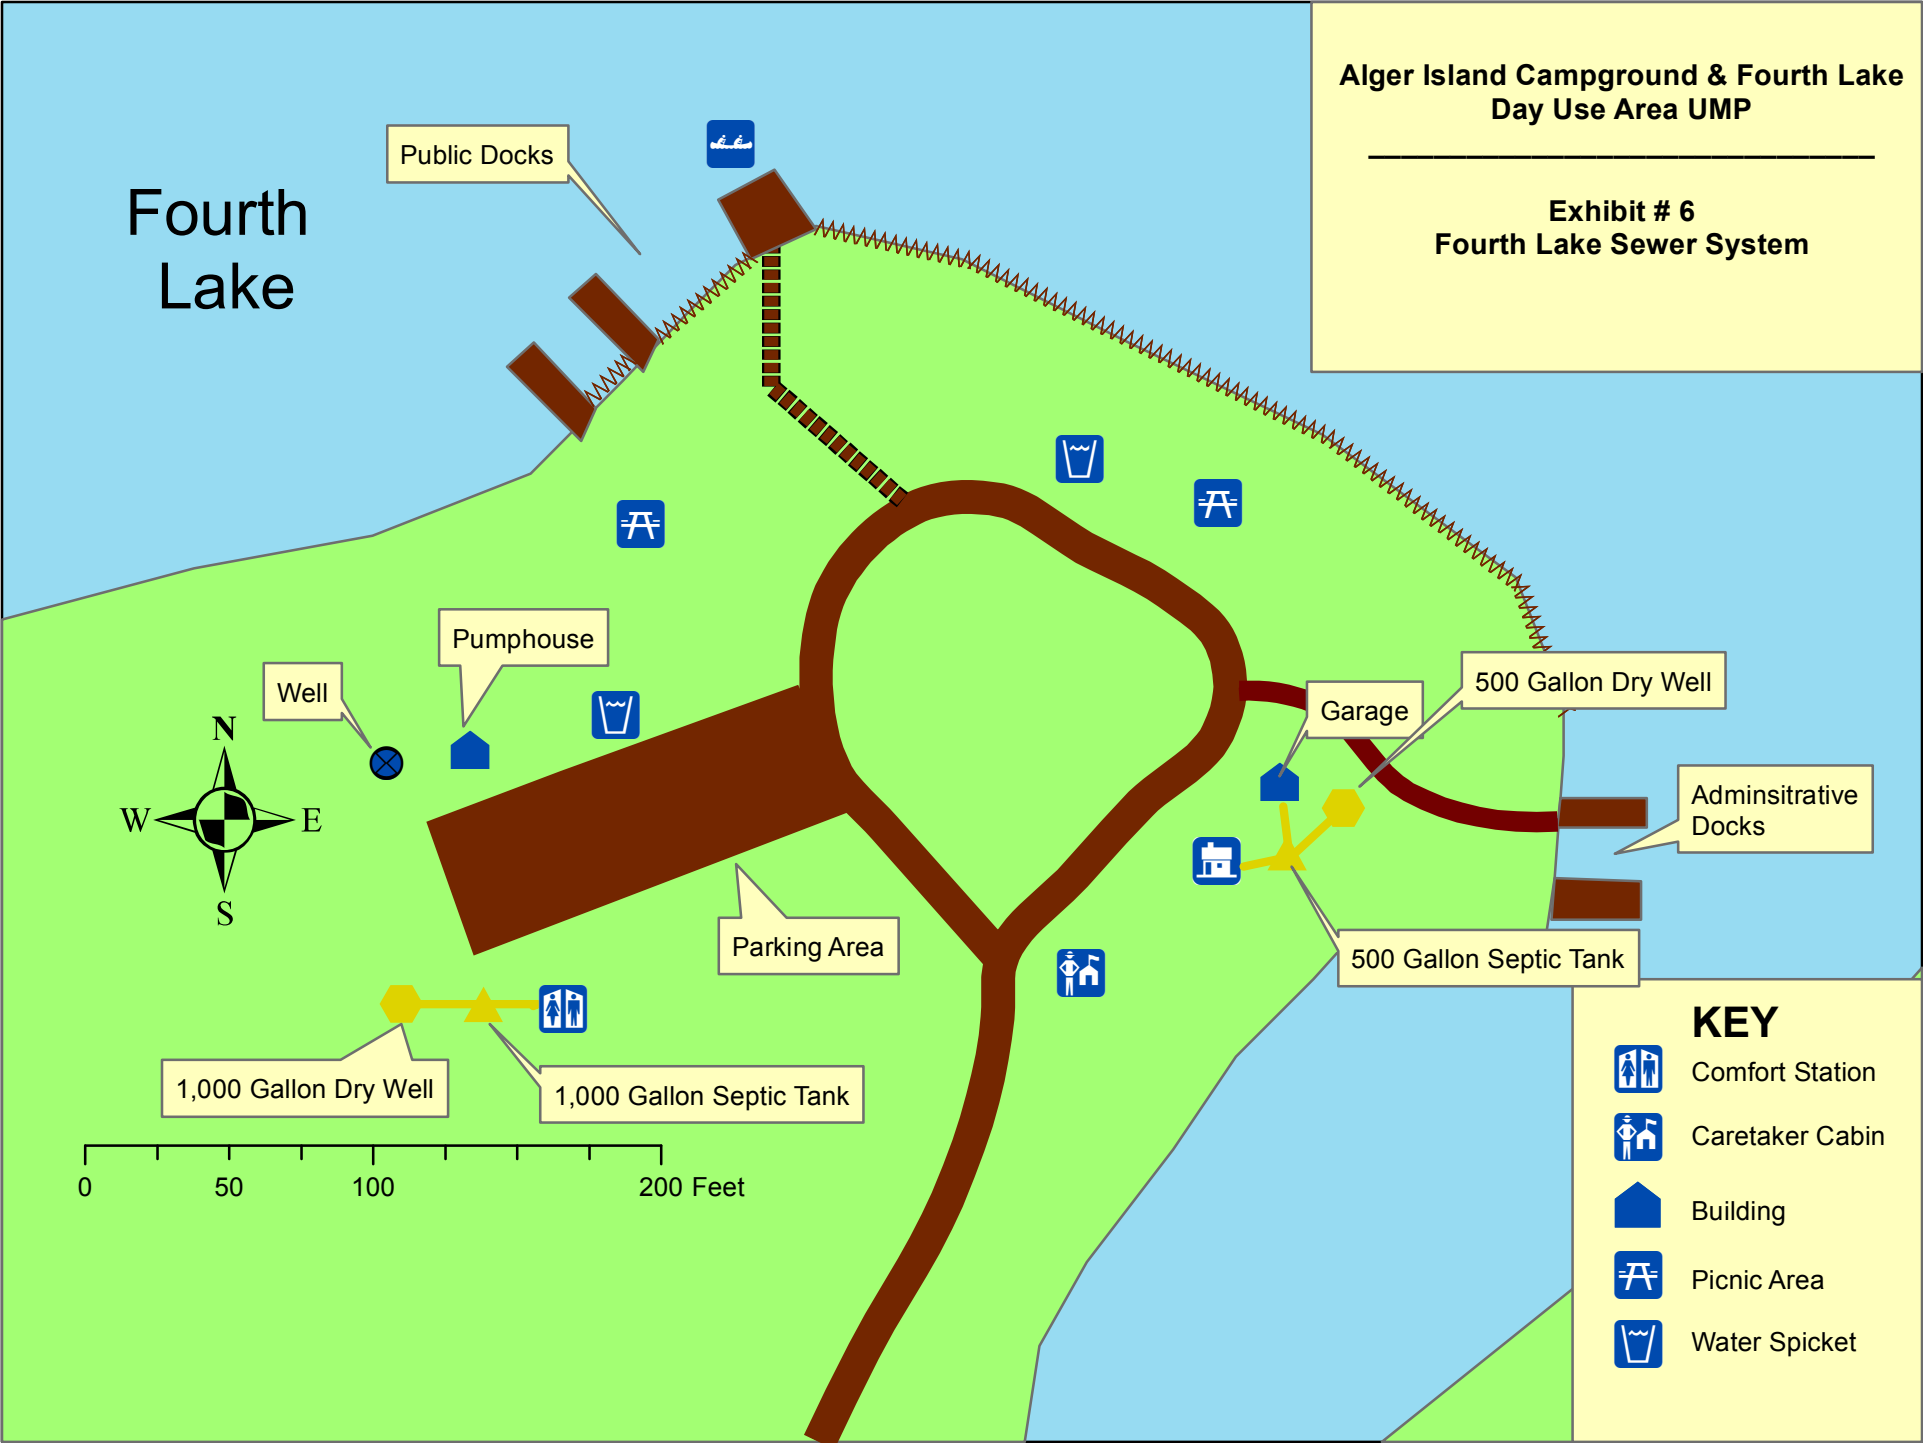 Alger Island Campground & Fourth Lake
Day Use Area UMP
Exhibit # 6
Fourth Lake Sewer System
Public Docks
Fourth
Lake
Pumphouse
Well
500 Gallon Dry Well
Garage
N
W
E
S
Adminsitrative
Docks
Parking Area
500 Gallon Septic Tank
1,000 Gallon Dry Well
1,000 Gallon Septic Tank
0
50
100
200 Feet
KEY
Comfort Station
Caretaker Cabin
Building
Picnic Area
Water Spicket